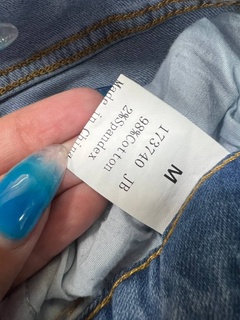 M
173740 JB
98%Cotton
2%Spandex
Made in China